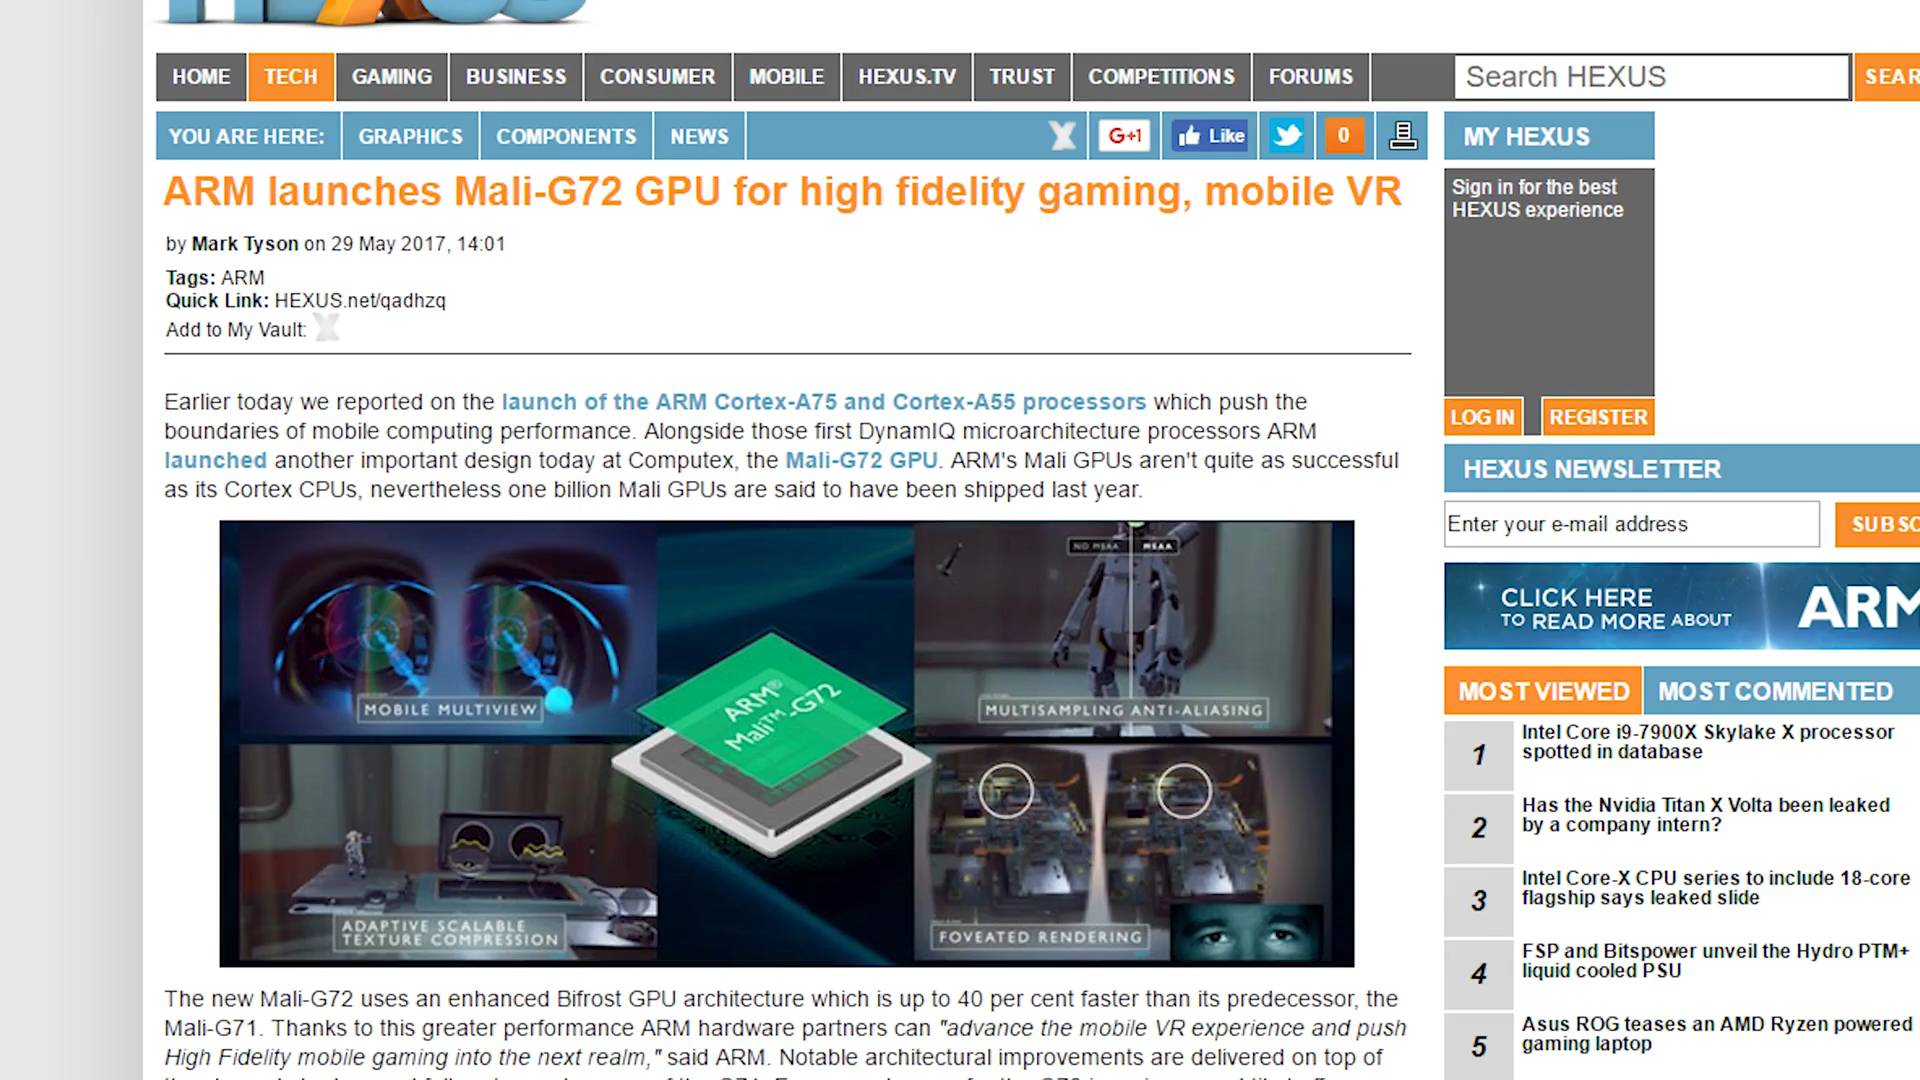 HEXUS
HOME TECH GAMING BUSINESS CONSUMER MOBILE HEXUS.TV TRUST COMPETITIONS FORUMS Search HEXUS
YOU ARE HERE: GRAPHICS COMPONENTS NEWS G+1 Like 0
ARM launches Mali-G72 GPU for high fidelity gaming, mobile VR
by Mark Tyson on 29 May 2017, 14:01
Tags: ARM
Quick Link: HEXUS.net/qadhzq
Add to My Vault:
Earlier today we reported on the launch of the ARM Cortex-A75 and Cortex-A55 processors which push the
boundaries of mobile computing performance. Alongside those first DynamIQ microarchitecture processors ARM
launched another important design today at Computex, the Mali-G72 GPU. ARM's Mali GPUs aren't quite as successful
as its Cortex CPUs, nevertheless one billion Mali GPUs are said to have been shipped last year.
MOBILE MULTIVIEW
ARM®
Mali™-G72
NO MSAA MSAA
MULTISAMPLING ANTI-ALIASING
ADAPTIVE SCALABLE
TEXTURE COMPRESSION
FOVEATED RENDERING
The new Mali-G72 uses an enhanced Bifrost GPU architecture which is up to 40 per cent faster than its predecessor, the
Mali-G71. Thanks to this greater performance ARM hardware partners can "advance the mobile VR experience and push
High Fidelity mobile gaming into the next realm," said ARM. Notable architectural improvements are delivered on top of
MY HEXUS
Sign in for the best
HEXUS experience
LOG IN REGISTER
HEXUS NEWSLETTER
Enter your e-mail address
CLICK HERE
TO READ MORE ABOUT
ARM
MOST VIEWED MOST COMMENTED
1 Intel Core i9-7900X Skylake X processor
spotted in database
2 Has the Nvidia Titan X Volta been leaked
by a company intern?
3 Intel Core-X CPU series to include 18-core
flagship says leaked slide
4 FSP and Bitspower unveil the Hydro PTM+
liquid cooled PSU
5 Asus ROG teases an AMD Ryzen powered
gaming laptop